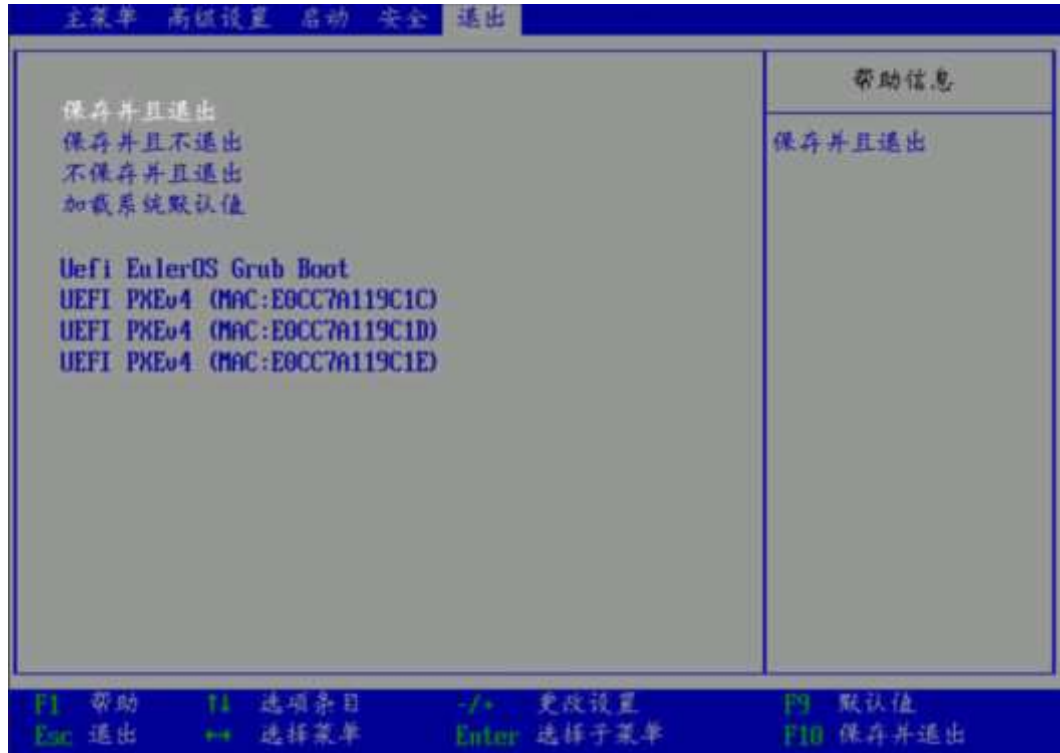 主菜单 高级设置 启动 安全 退出
帮助信息
保存并且退出
保存并且不退出
不保存并且退出
加载系统默认值
Uefi EulerOS Grub Boot
UEFI PXEv4 (MAC:E0CC7A119C1C)
UEFI PXEv4 (MAC:E0CC7A119C1D)
UEFI PXEv4 (MAC:E0CC7A119C1E)
保存并且退出
F1 帮助 ↑↓ 选项条目 -/+ 更改设置 F9 默认值
Esc 退出 ←→ 选择菜单 Enter 选择子菜单 F10 保存并退出